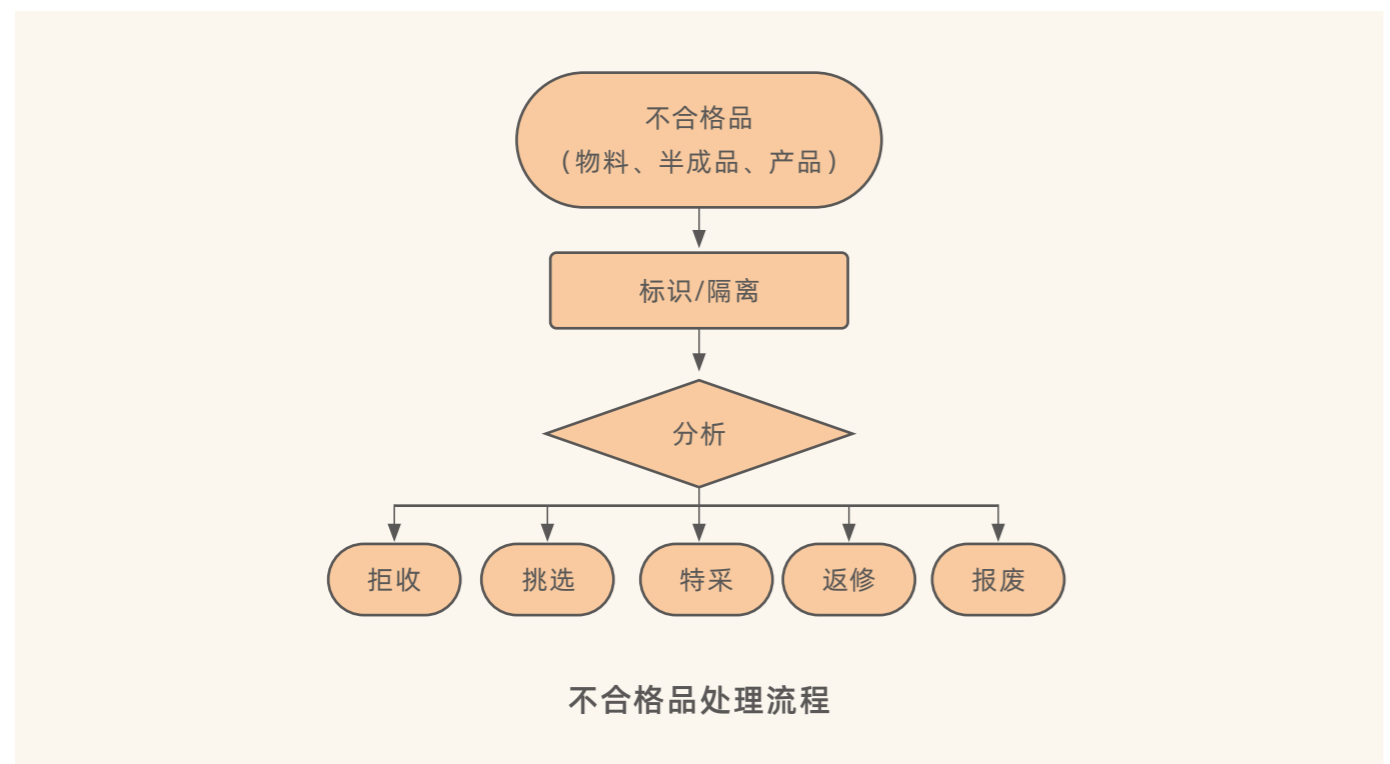 不合格品
（物料、半成品、产品）
标识/隔离
分析
拒收
挑选
特采
返修
报废
不合格品处理流程